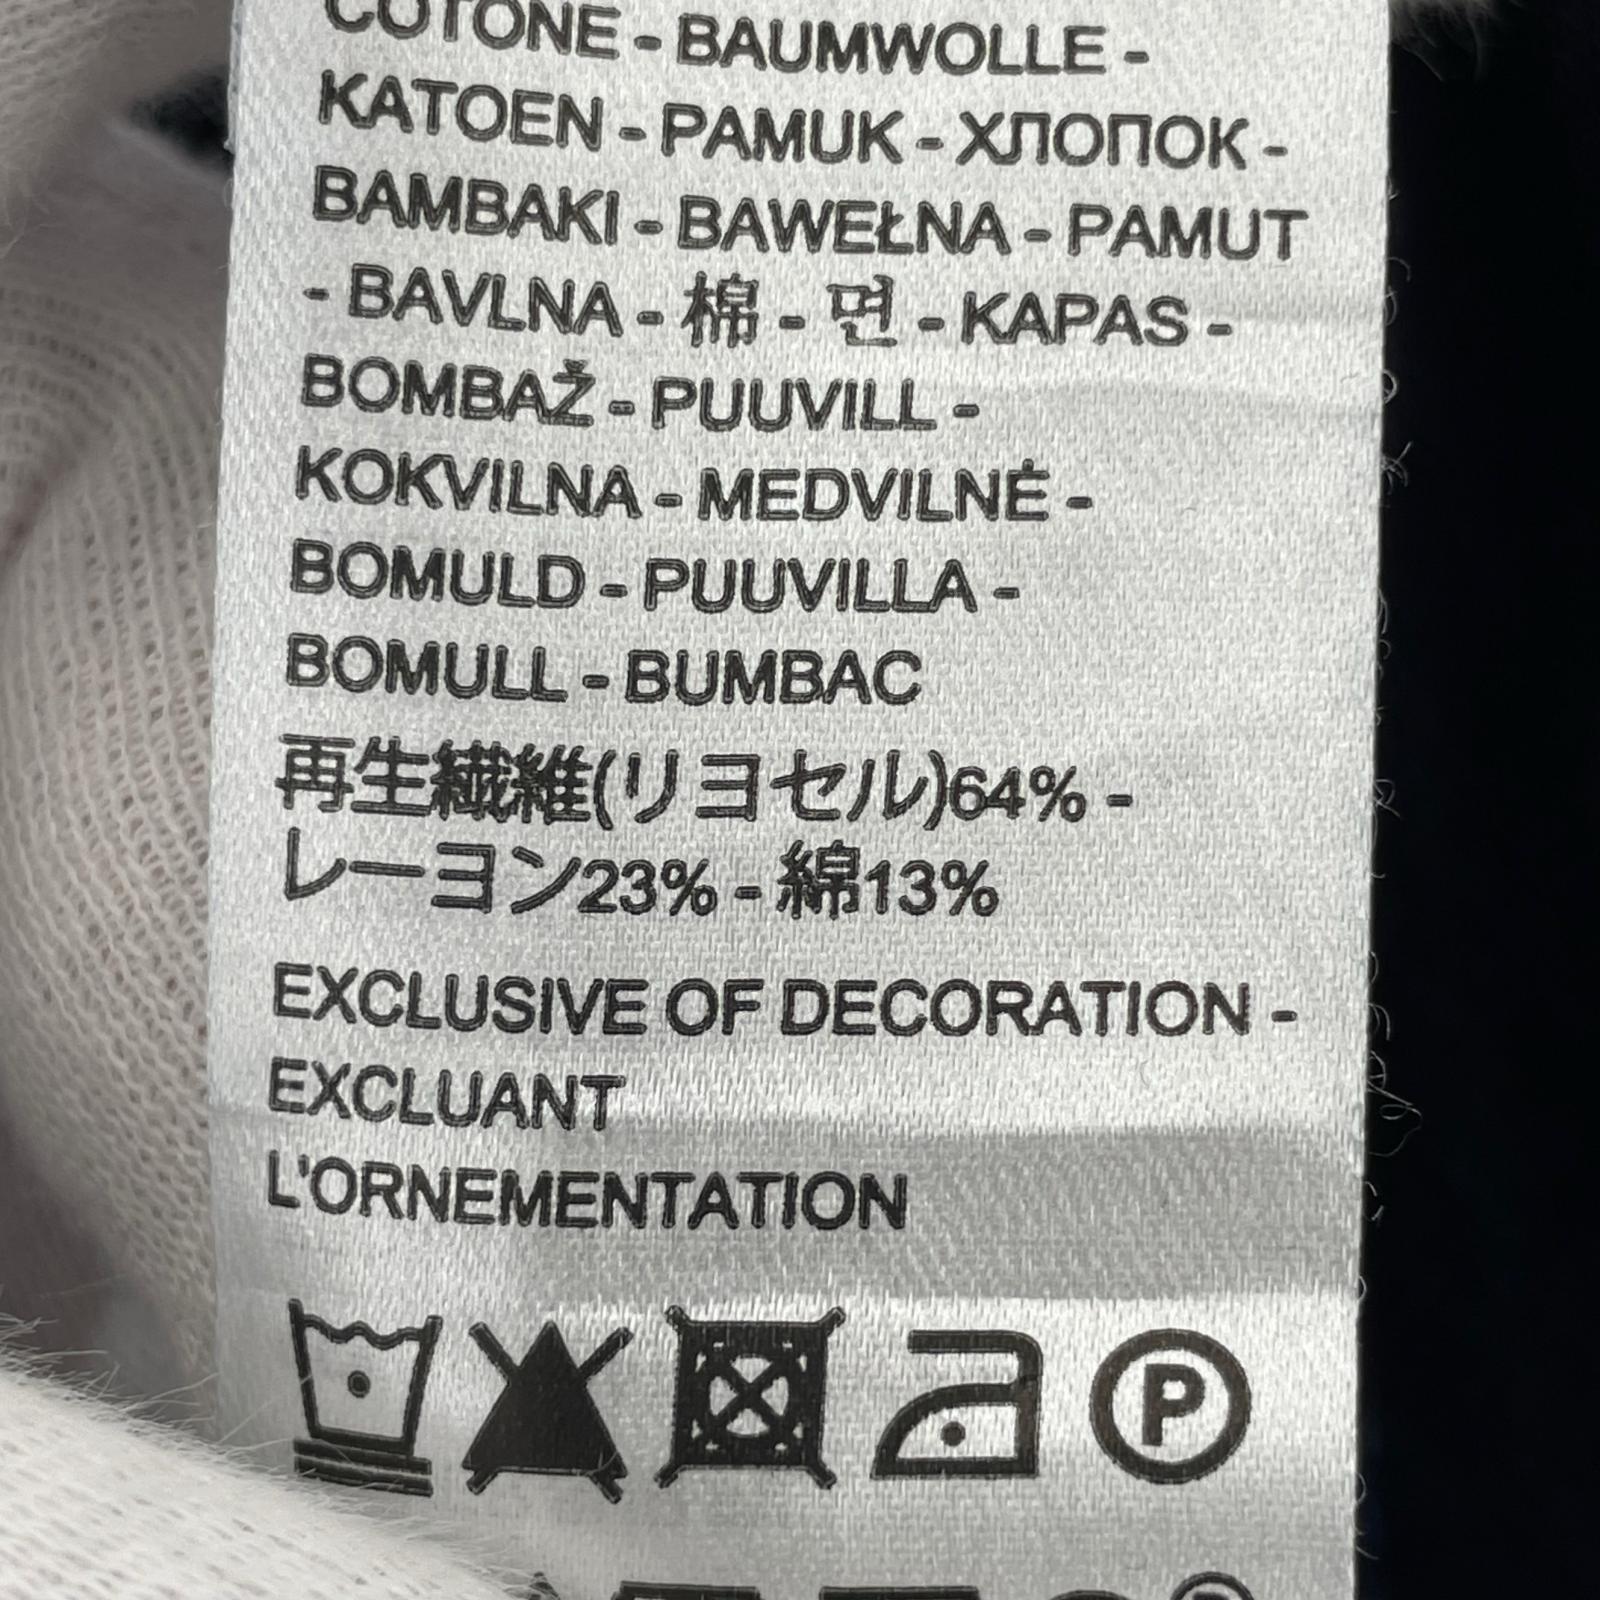 COTONE - BAUMWOLLE -
KATOEN - PAMUK - ХЛОПОК -
BAMBAKI - BAWEŁNA - PAMUT
- BAVLNA - 棉 - 면 - KAPAS -
BOMBAŽ - PUUVILL -
KOKVILNA - MEDVILNĖ -
BOMULD - PUUVILLA -
BOMULL - BUMBAC
再生繊維(リヨセル)64% -
レーヨン23% - 綿13%
EXCLUSIVE OF DECORATION -
EXCLUANT
L'ORNEMENTATION
P